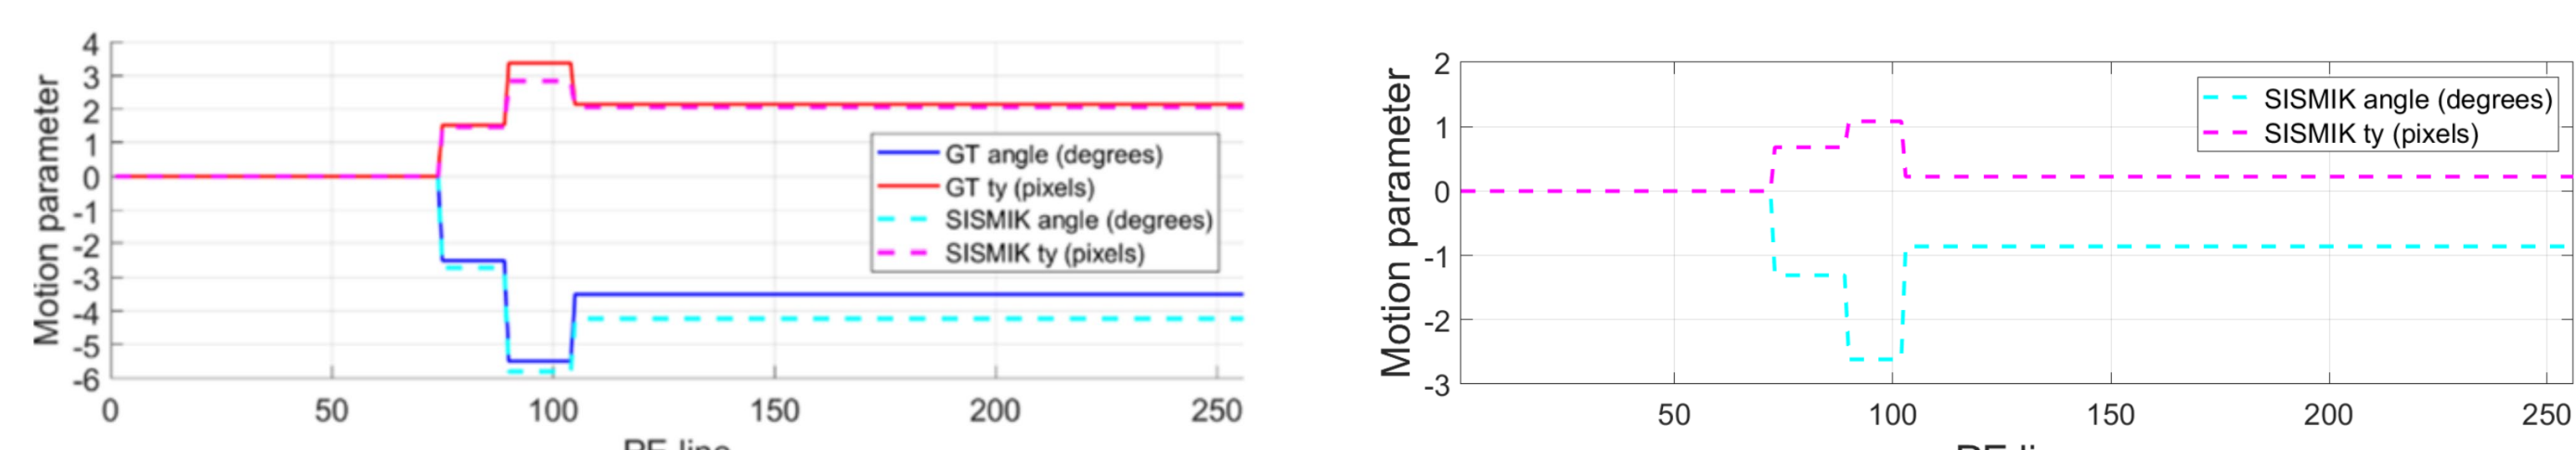 Motion parameter
4
3
2
1
0
-1
-2
-3
-4
-5
-6
0 50 100 150 200 250
GT angle (degrees)
GT ty (pixels)
SISMIK angle (degrees)
SISMIK ty (pixels)
Motion parameter
2
1
0
-1
-2
-3
50 100 150 200 250
SISMIK angle (degrees)
SISMIK ty (pixels)